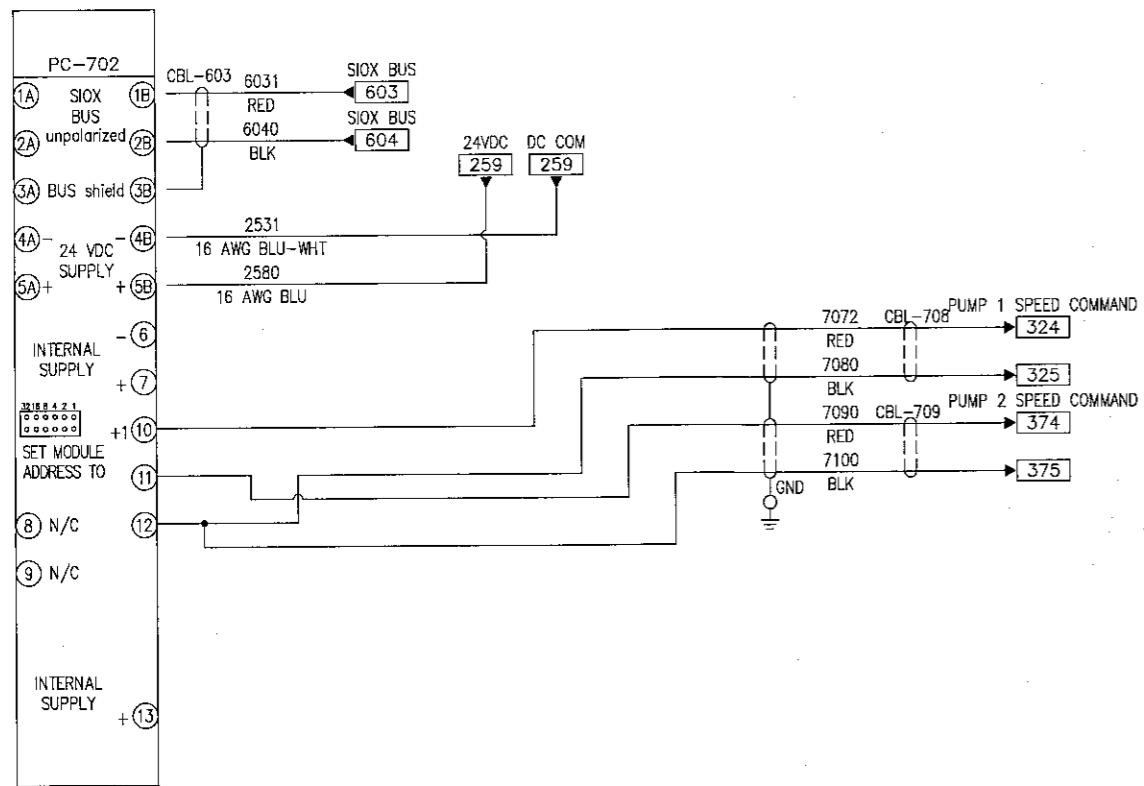 PC-702
1A SIOX 1B
BUS
2A unpolarized 2B
3A BUS shield 3B
4A - - 4B
24 VDC
SUPPLY
5A + + 5B
- 6
INTERNAL
SUPPLY
+ 7
32 16 8 4 2 1
+1 10
SET MODULE
ADDRESS TO
11
8 N/C 12
9 N/C
INTERNAL
SUPPLY
+ 13
CBL-603
6031
RED
SIOX BUS
603
6040
BLK
SIOX BUS
604
24VDC DC COM
259 259
2531
16 AWG BLU-WHT
2580
16 AWG BLU
PUMP 1 SPEED COMMAND
7072 CBL-708 324
RED
7080 325
BLK
PUMP 2 SPEED COMMAND
7090 CBL-709 374
RED
7100 375
BLK
GND